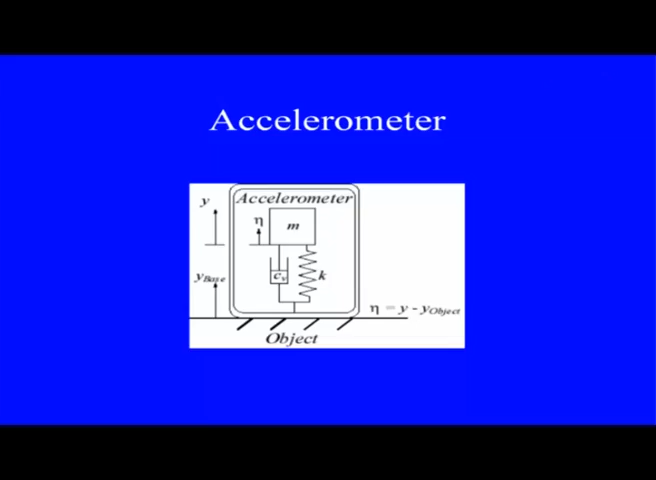 Accelerometer
y
Accelerometer
η
m
y_Base
c_v
k
η = y - y_Object
Object